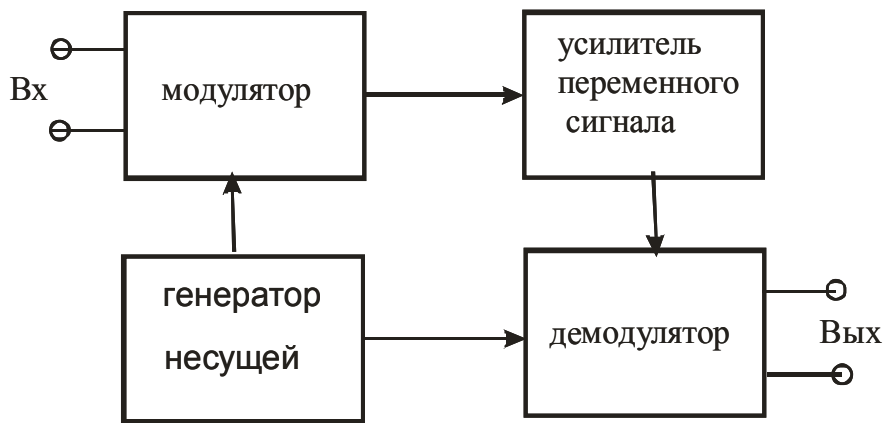 Вх
модулятор
усилитель
переменного
сигнала
генератор
несущей
демодулятор
Вых